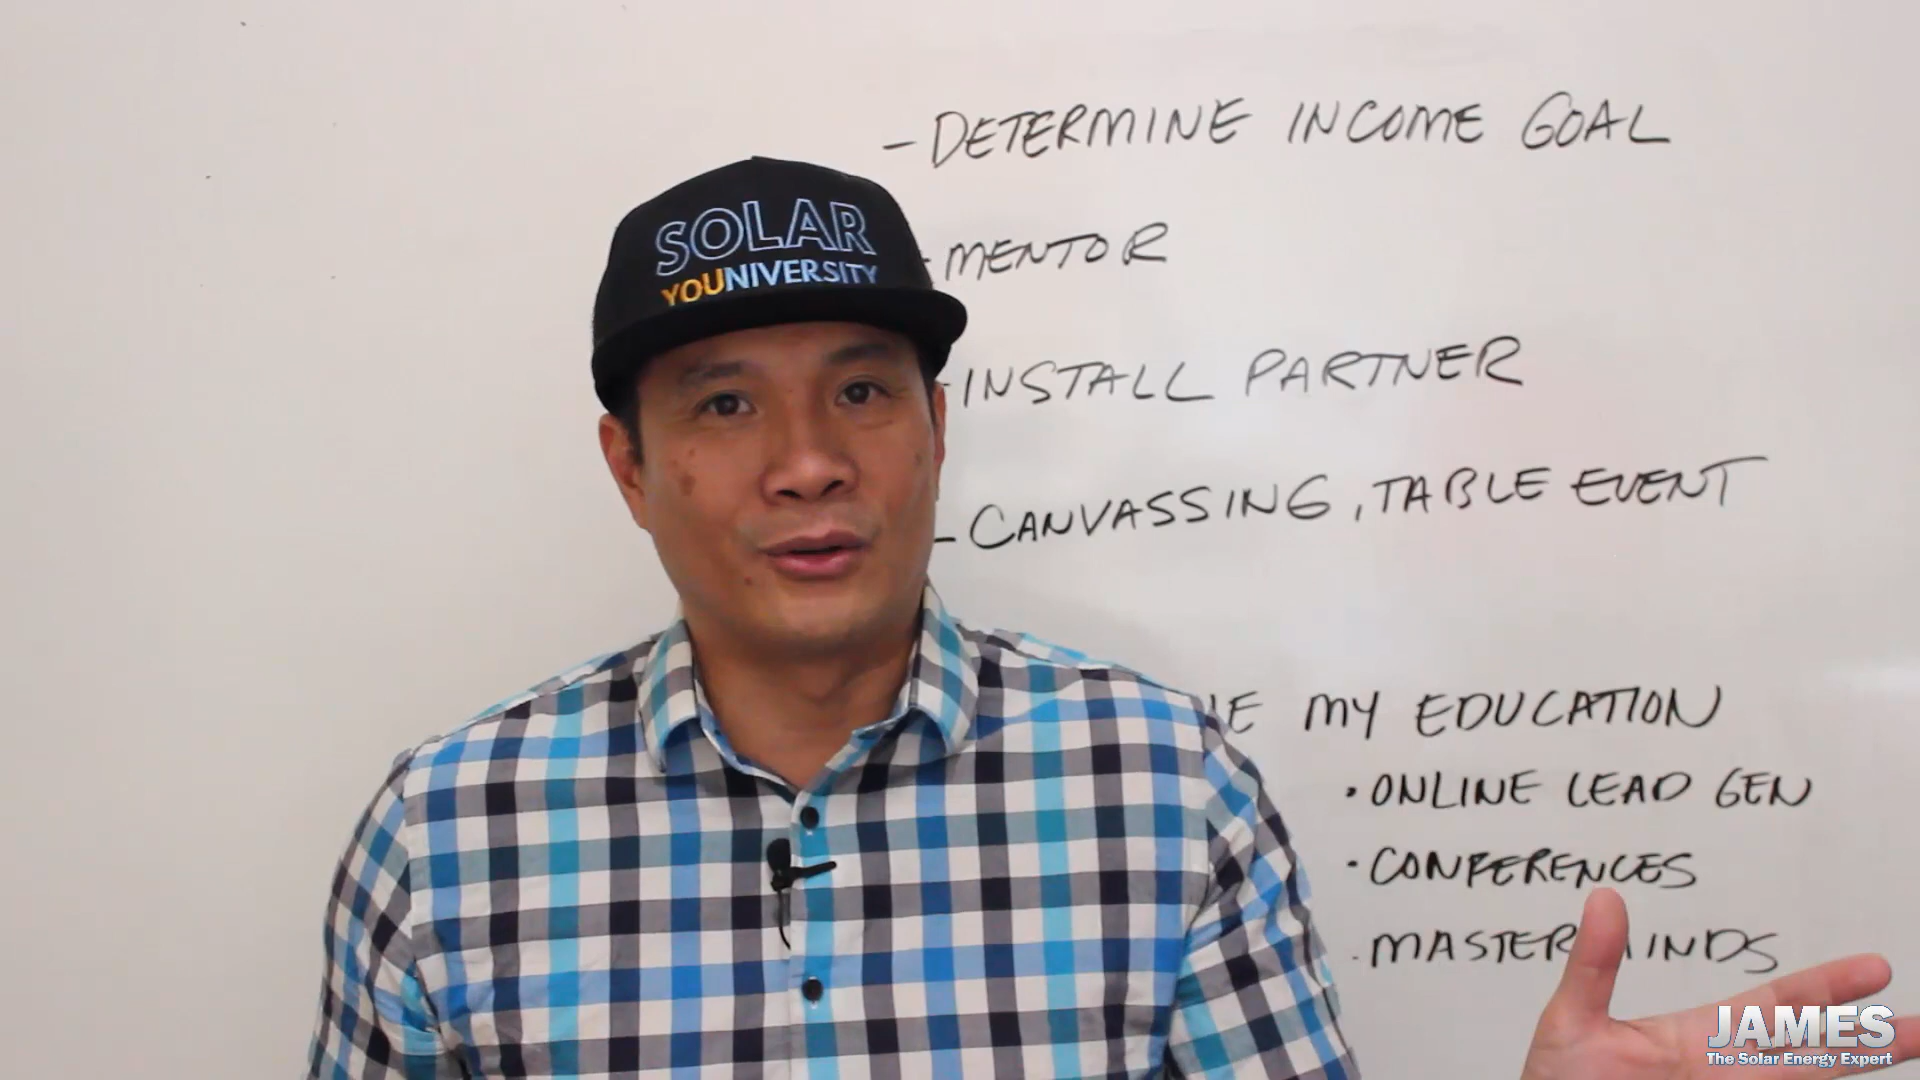 - DETERMINE INCOME GOAL
- MENTOR
- INSTALL PARTNER
- CANVASSING, TABLE EVENT
MY EDUCATION
• ONLINE LEAD GEN
• CONFERENCES
• MASTERMINDS
SOLAR
YOUNIVERSITY
JAMES
The Solar Energy Expert